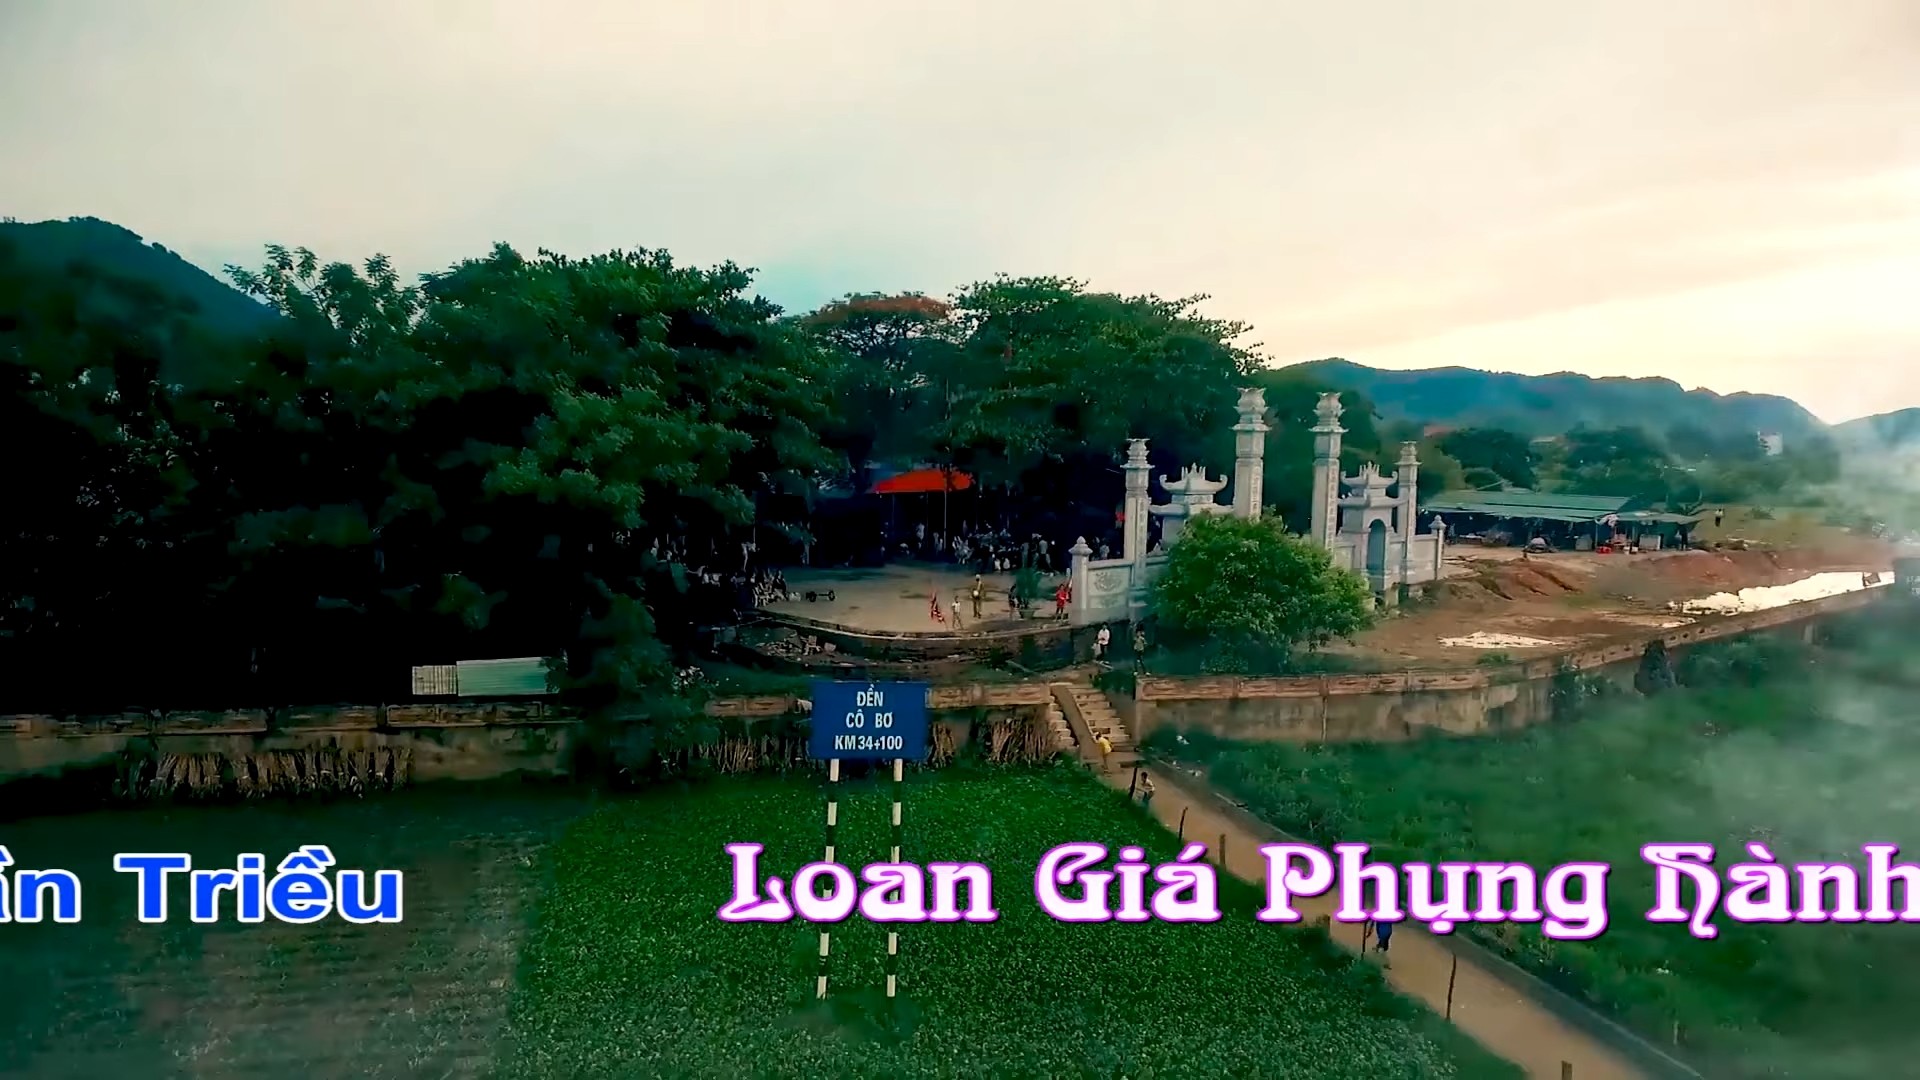 ĐỀN
CÔ BƠ
KM34+100
Triều
Loan Giá Phụng Hành